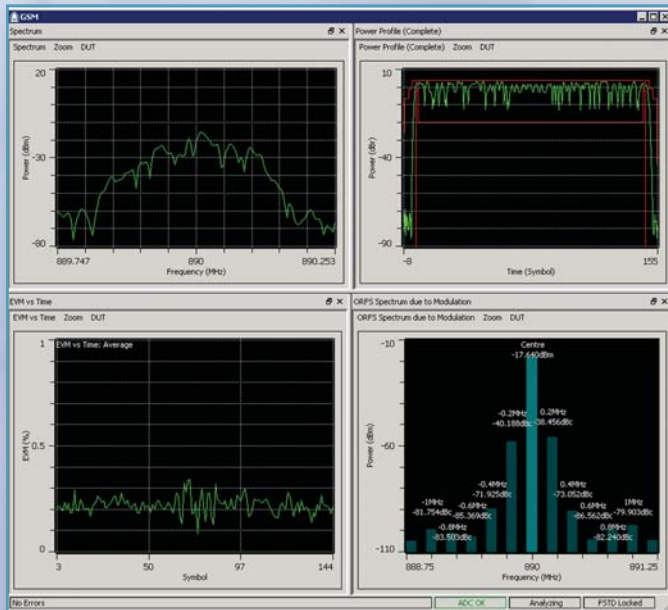 GSM
Spectrum
Spectrum Zoom DUT
20
-30
-80
Power (dBm)
889.747 890 890.253
Frequency (MHz)
Power Profile (Complete)
Power Profile (Complete) Zoom DUT
10
-40
-90
Power (dBr)
-8 155
Time (Symbol)
EVM vs Time
EVM vs Time Zoom DUT
EVM vs Time: Average
1
0.5
0
EVM (%)
3 50 97 144
Symbol
ORFS Spectrum due to Modulation
ORFS Spectrum due to Modulation Zoom DUT
-10
-60
-110
Power (dBm)
Centre
-17.640dBm
-0.2MHz
-40.188dBc
0.2MHz
-38.456dBc
-0.4MHz
-71.925dBc
0.4MHz
-73.052dBc
-1MHz
-81.754dBc
-0.6MHz
-85.369dBc
0.6MHz
-86.562dBc
1MHz
-79.903dBc
-0.8MHz
-83.503dBc
0.8MHz
-82.240dBc
888.75 890 891.25
Frequency (MHz)
No Errors ADC OK Analyzing FSTD Locked